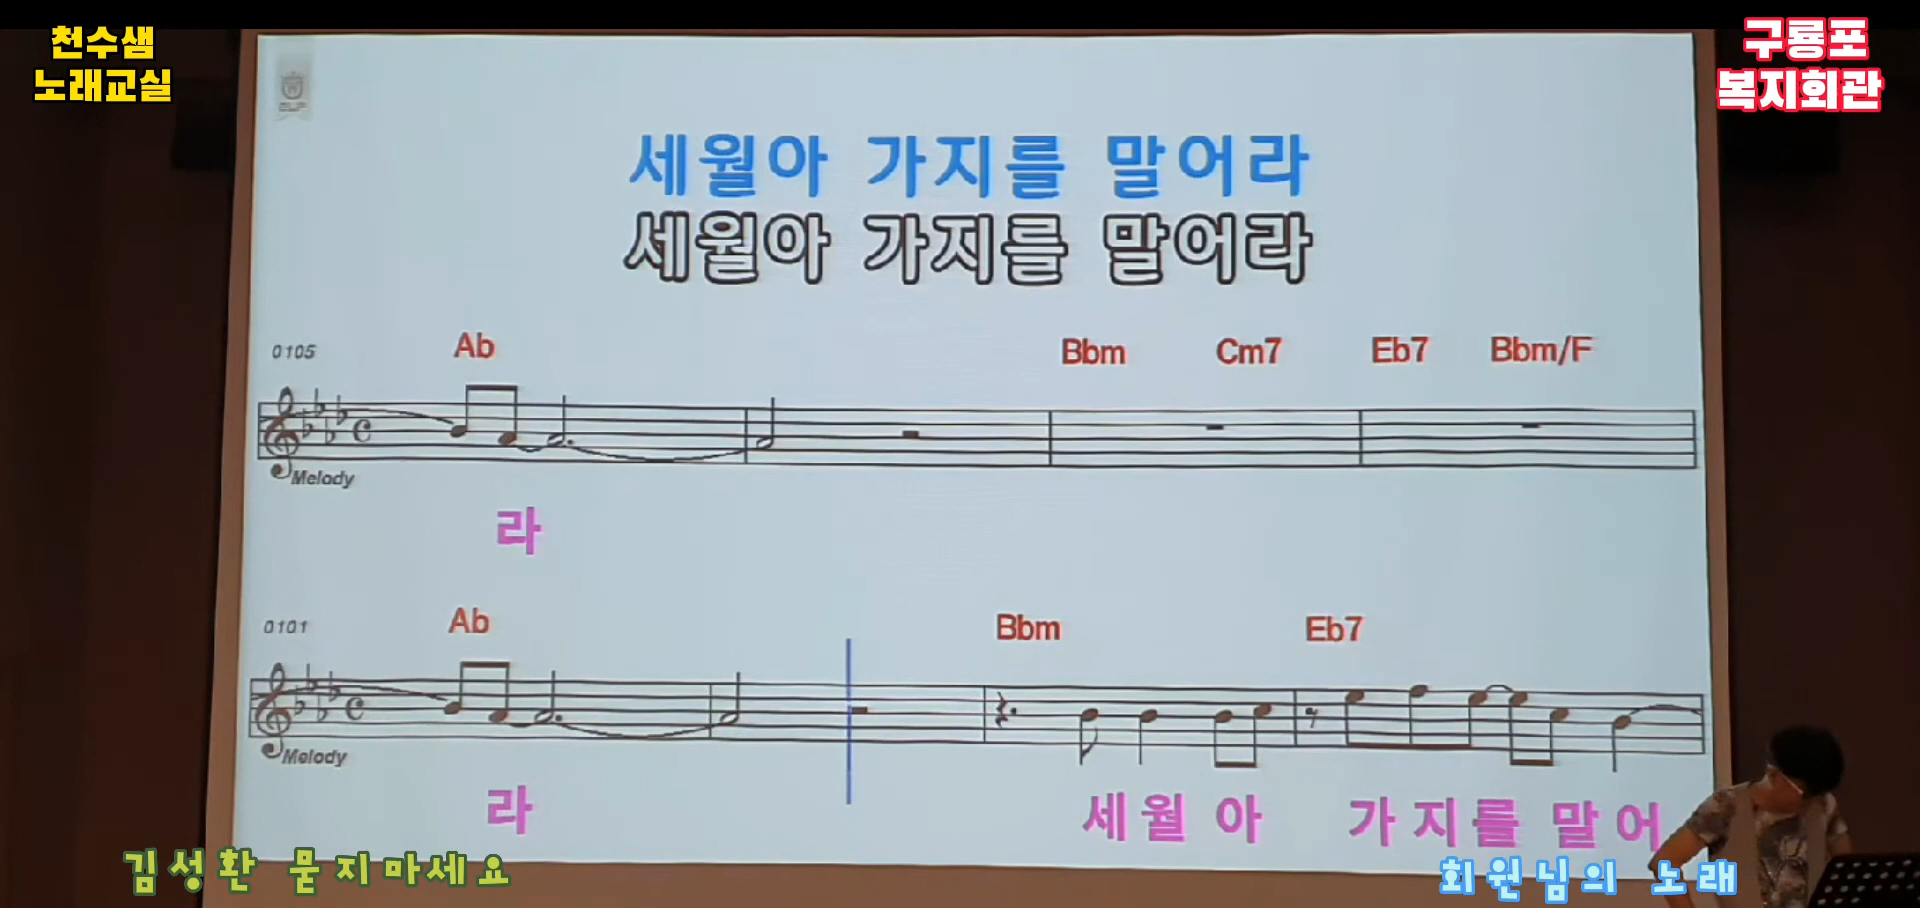 천수샘
노래교실
구룡포
복지회관
세월아 가지를 말어라
세월아 가지를 말어라
0105
Ab Bbm Cm7 Eb7 Bbm/F
Melody
라
0101
Ab Bbm Eb7
Melody
라 세월아 가지를 말어
김성환 묻지마세요
회원님의 노래